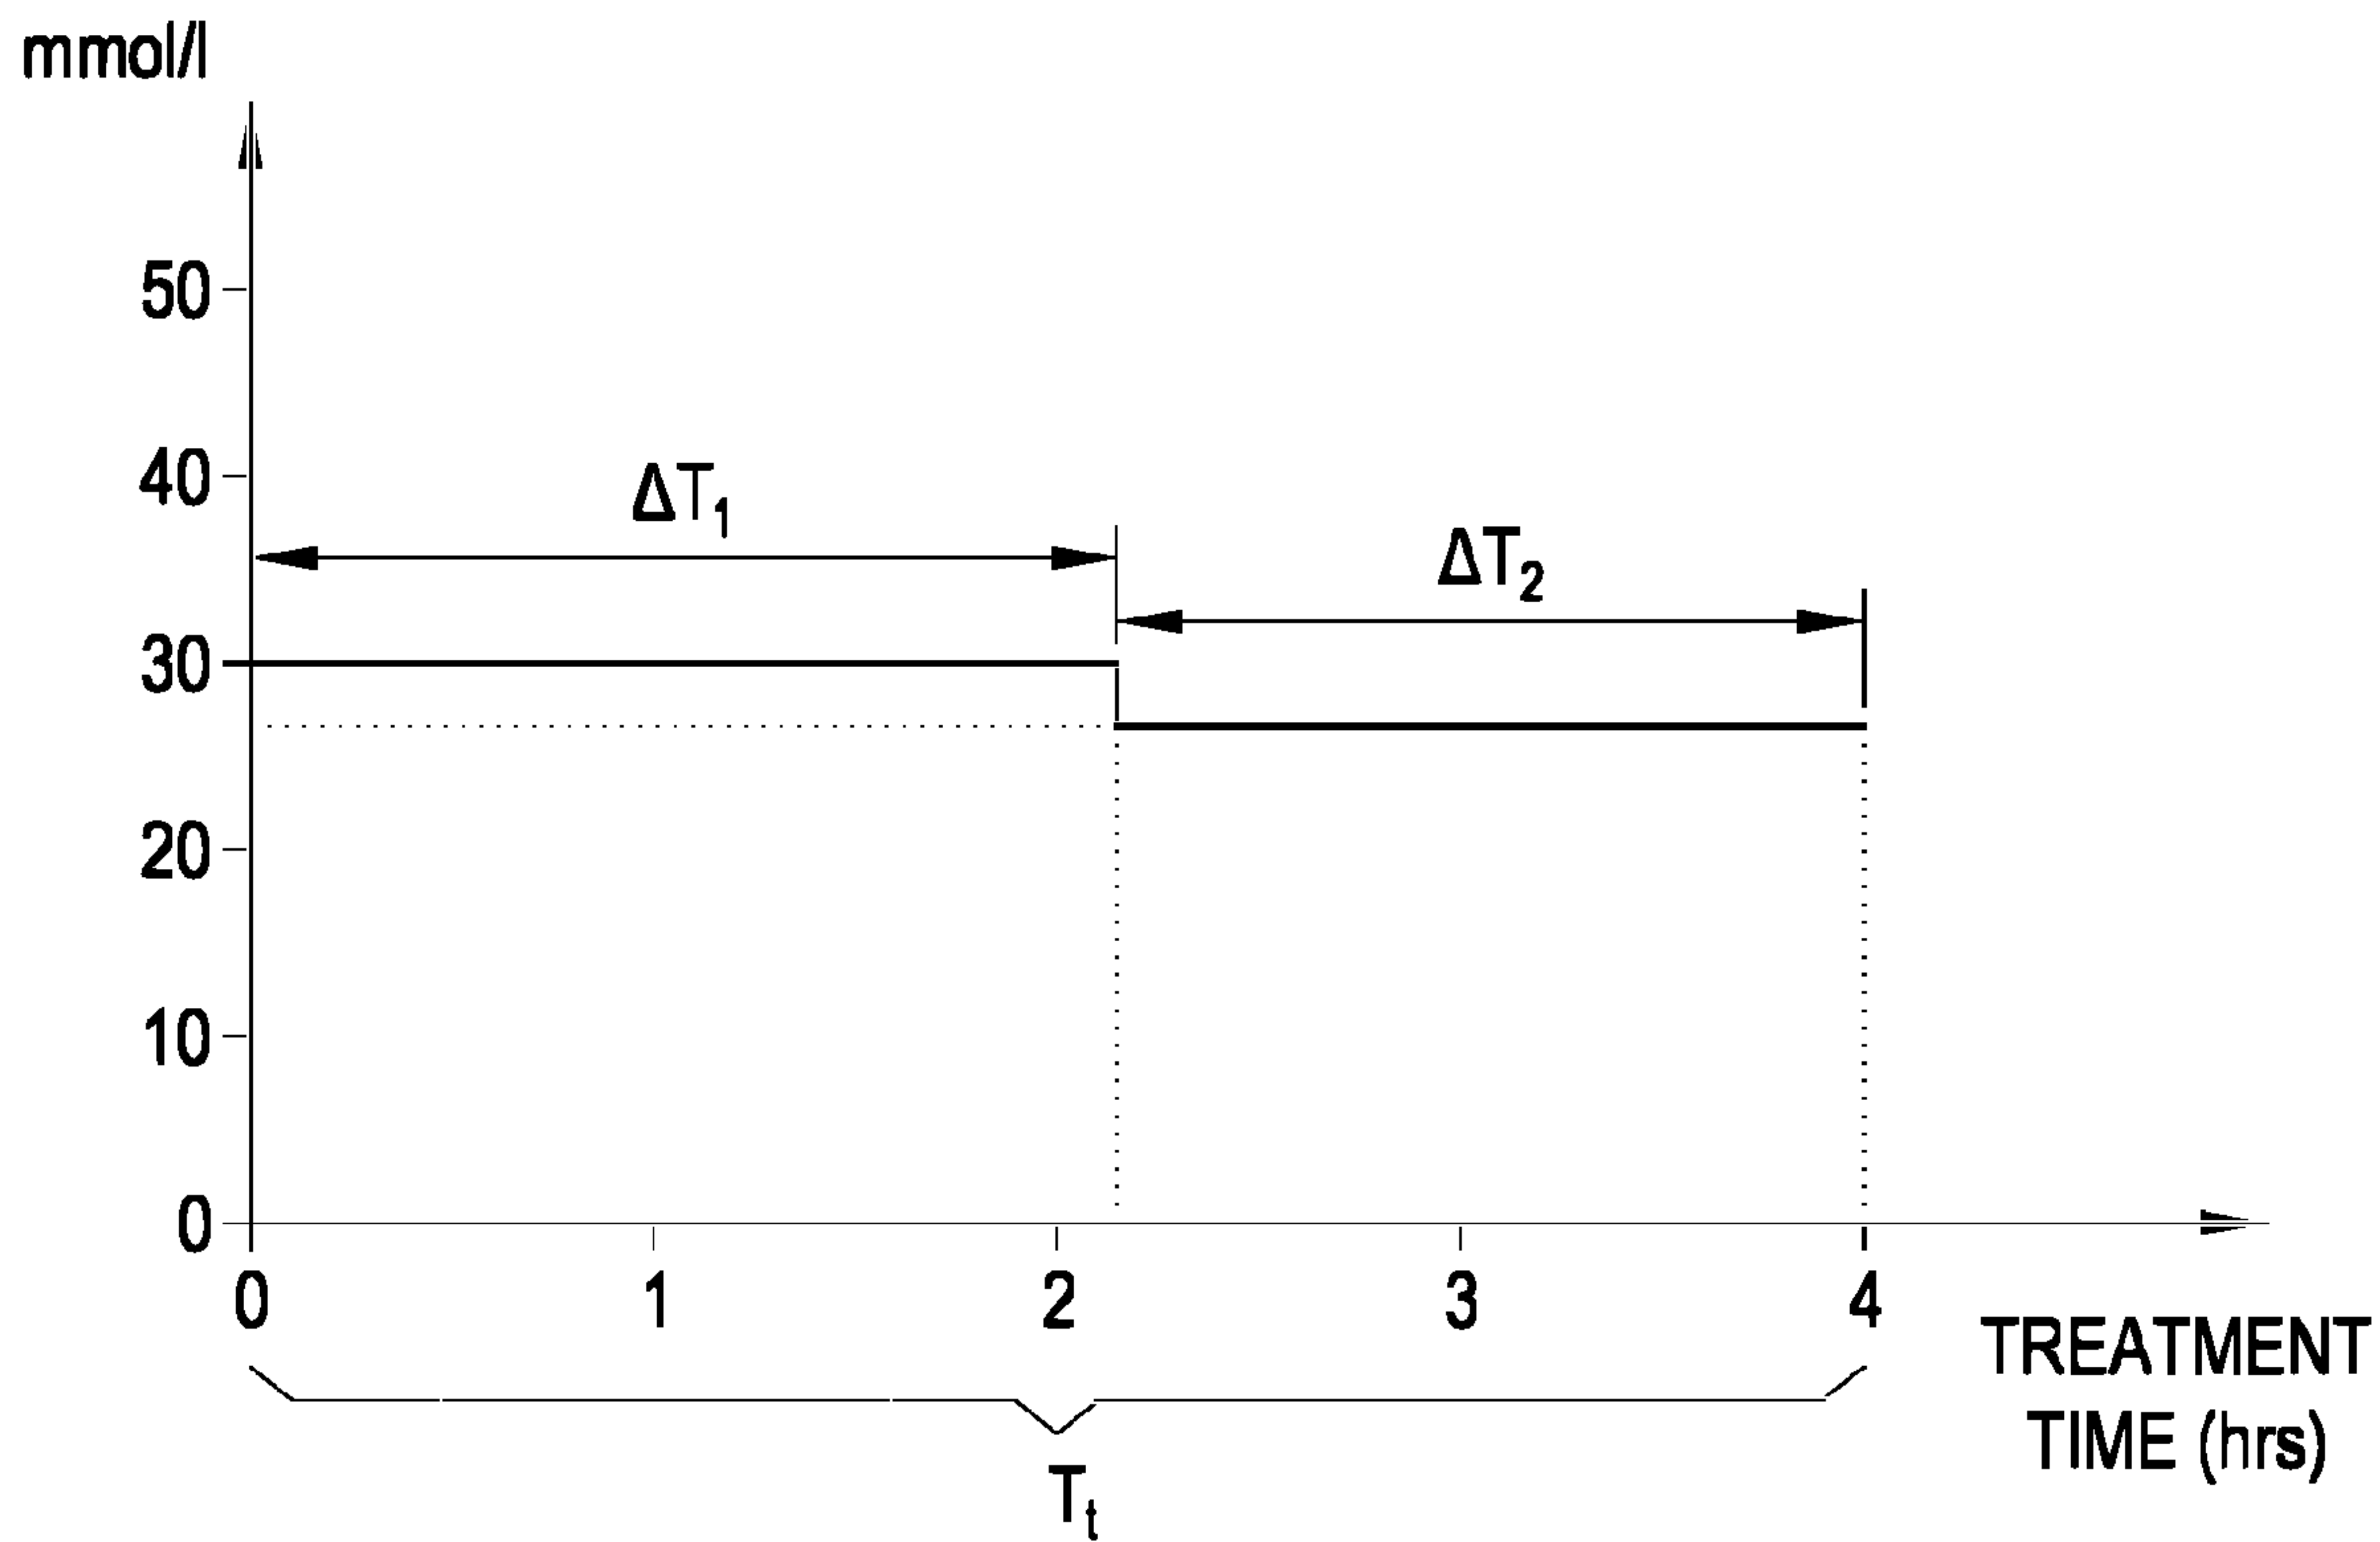 mmol/l
50
40
ΔT₁
ΔT₂
30
20
10
0
0 1 2 3 4
TREATMENT
TIME (hrs)
Tₜ